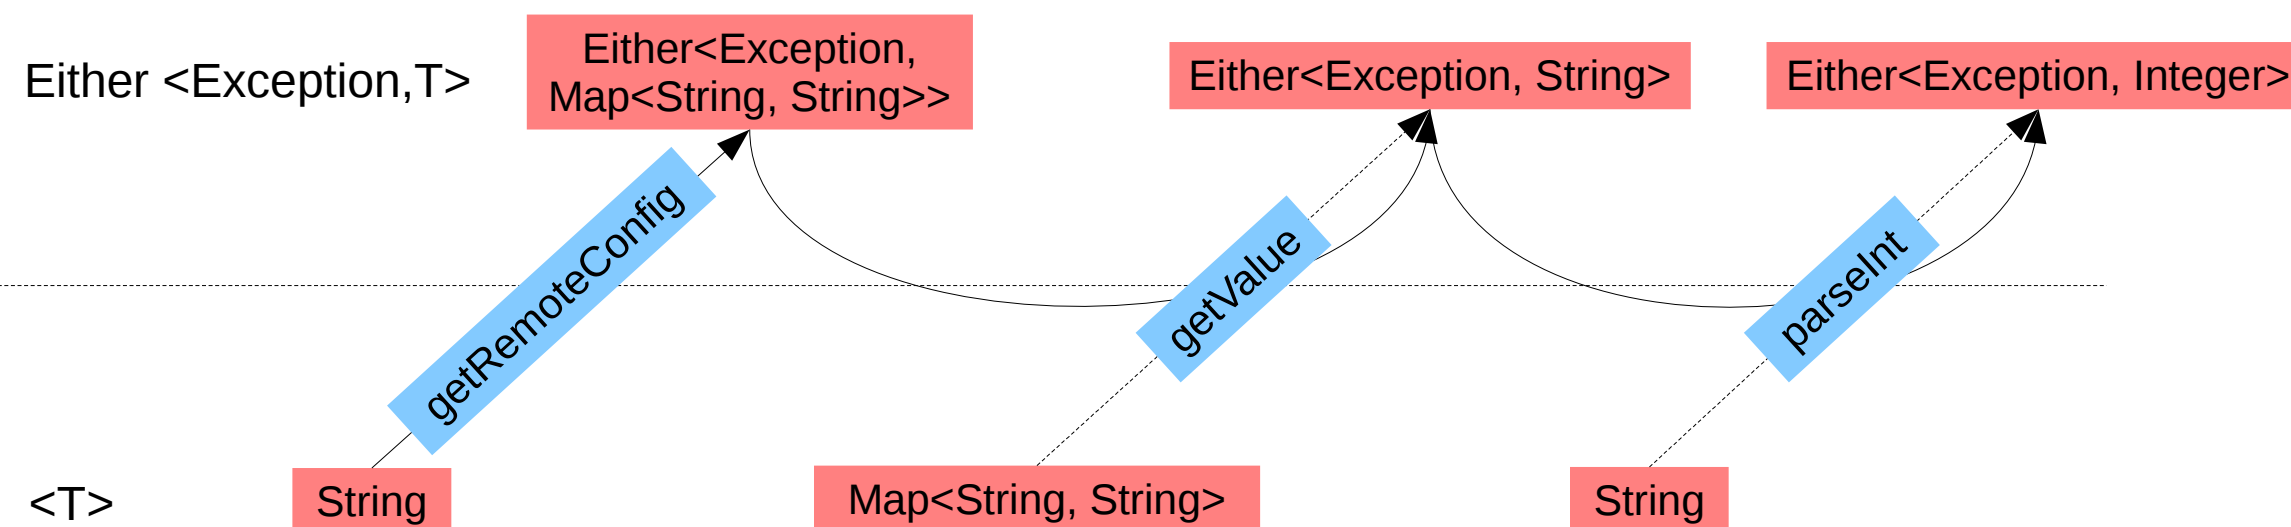 Either <Exception,T>
Either<Exception,
Map<String, String>>
Either<Exception, String>
Either<Exception, Integer>
getRemoteConfig
getValue
parseInt
<T>
String
Map<String, String>
String